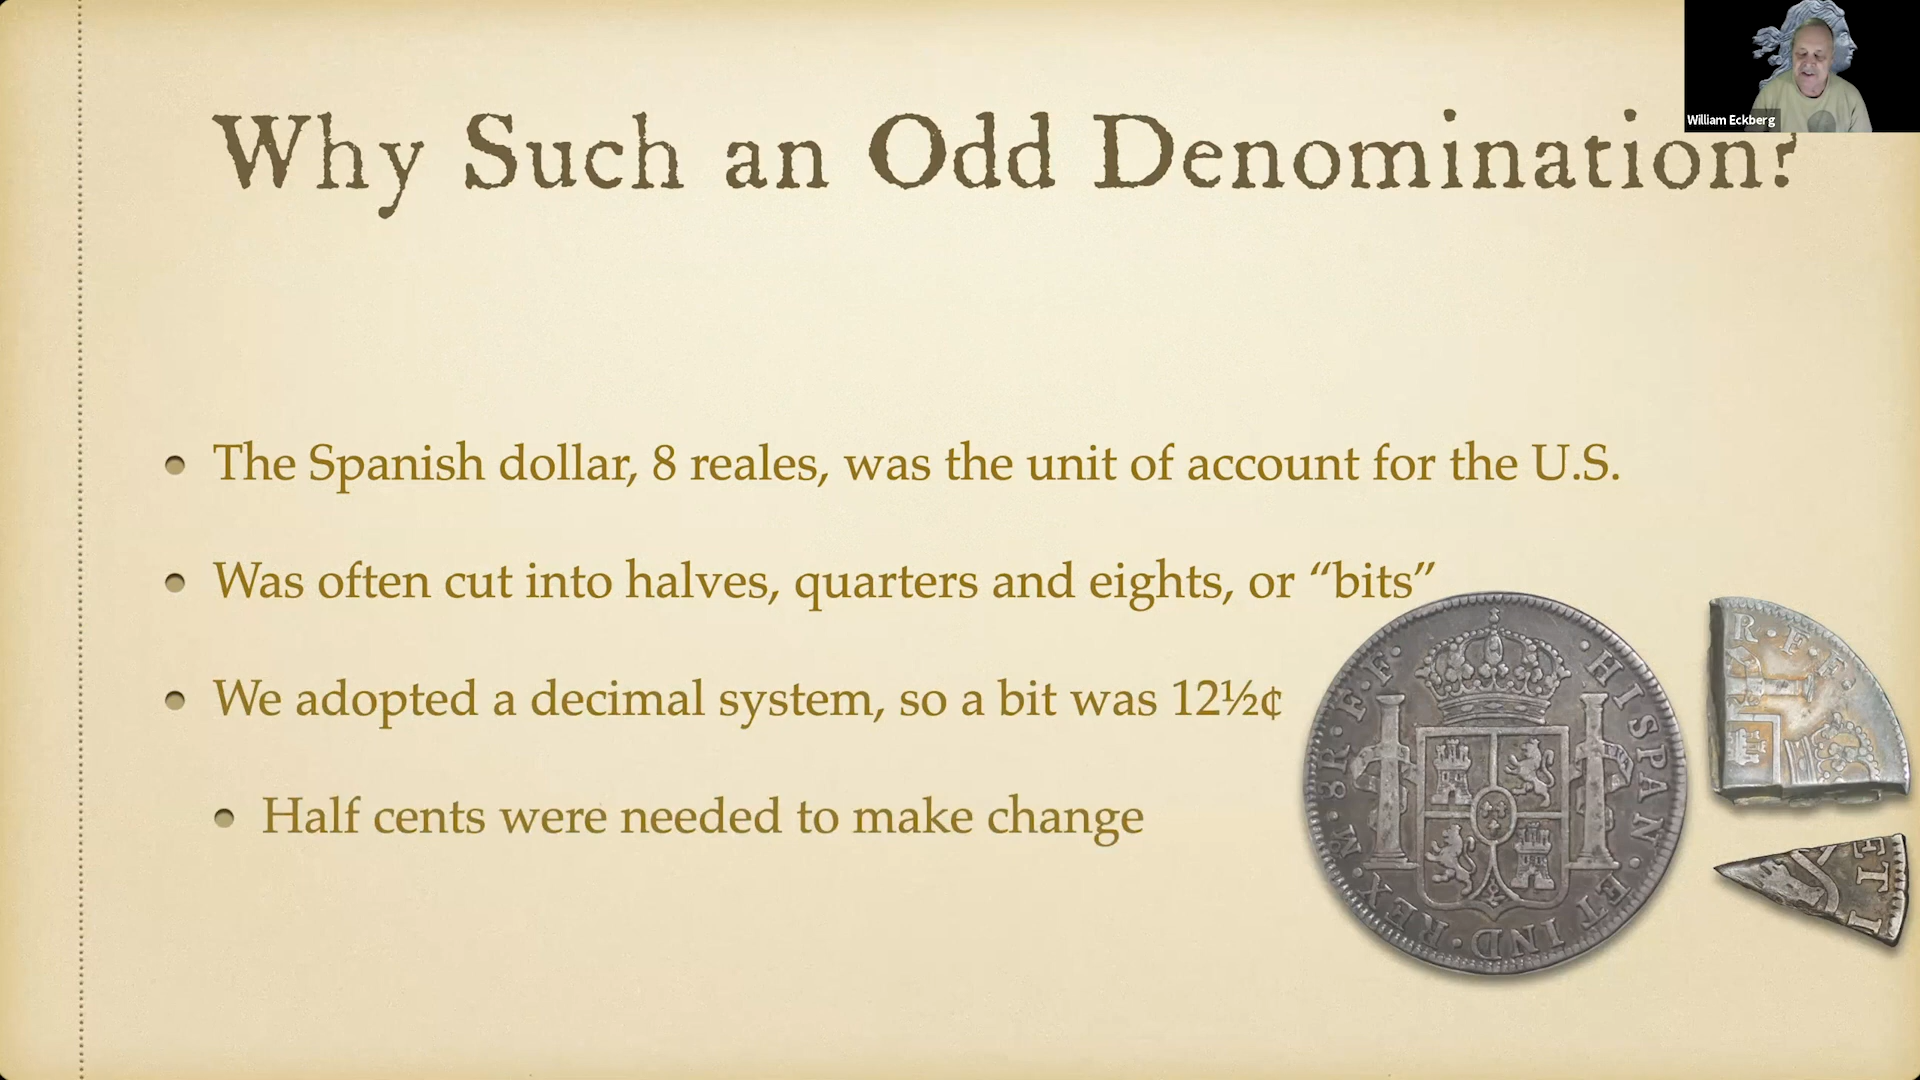 Why Such an Odd Denomination?
William Eckberg
The Spanish dollar, 8 reales, was the unit of account for the U.S.
Was often cut into halves, quarters and eights, or “bits”
We adopted a decimal system, so a bit was 12½¢
Half cents were needed to make change
· HISPAN · ET IND · REX · Mo · 8R · F · F ·
R · F · F ·
ET I